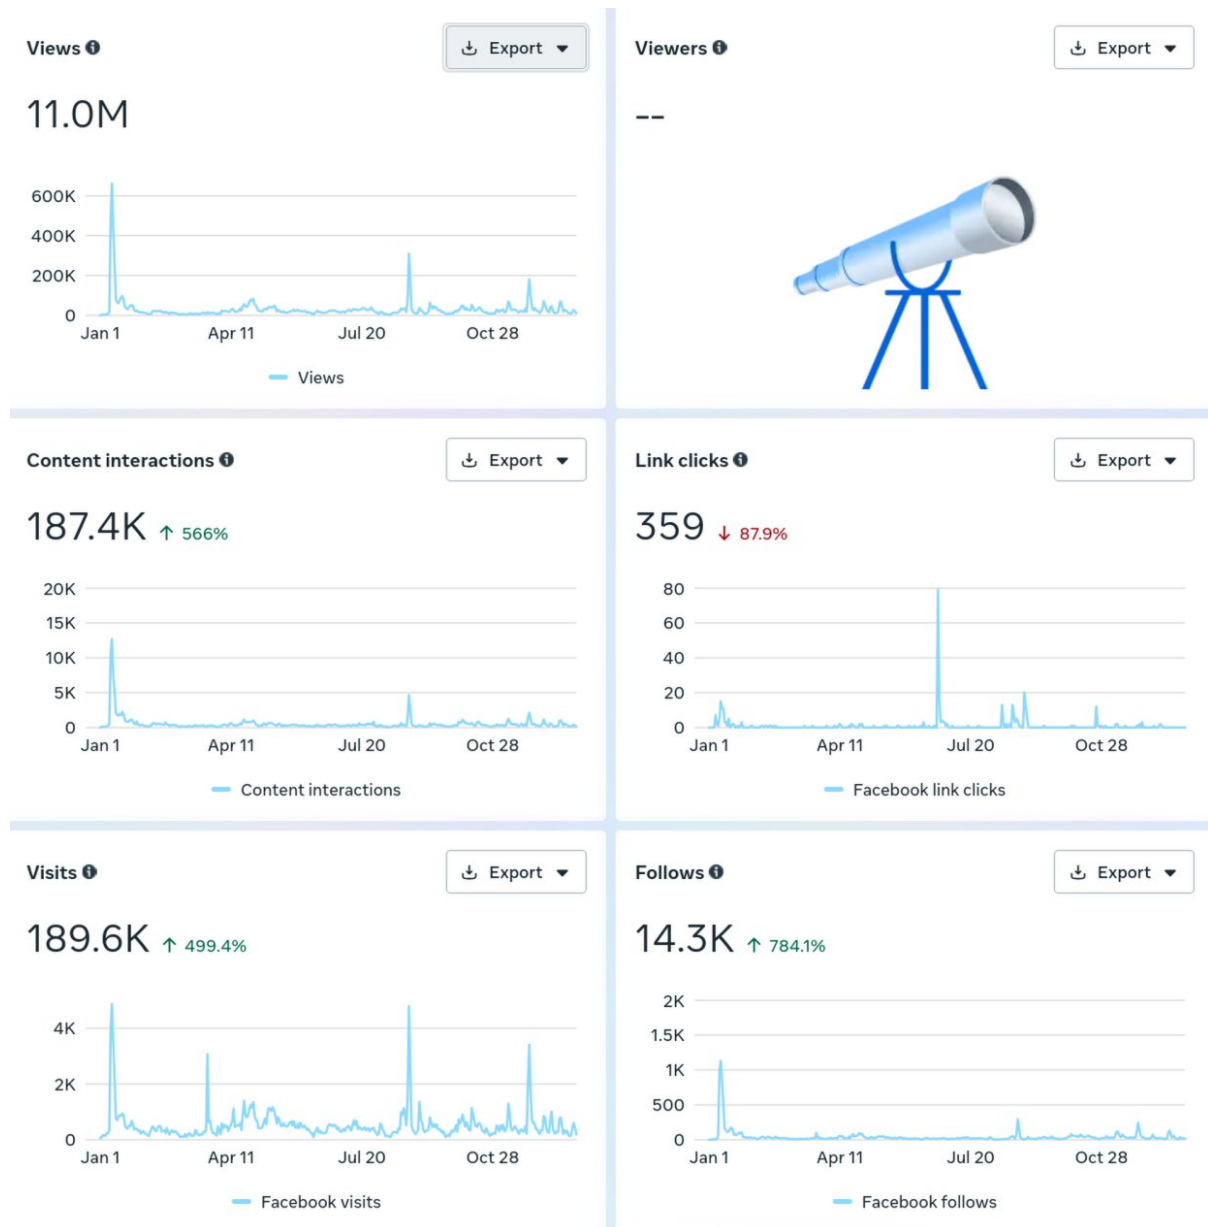 Views
Export
11.0M
600K
400K
200K
0
Jan 1 Apr 11 Jul 20 Oct 28
Views
Viewers
Export
--
Content interactions
Export
187.4K ↑ 566%
20K
15K
10K
5K
0
Jan 1 Apr 11 Jul 20 Oct 28
Content interactions
Link clicks
Export
359 ↓ 87.9%
80
60
40
20
0
Jan 1 Apr 11 Jul 20 Oct 28
Facebook link clicks
Visits
Export
189.6K ↑ 499.4%
4K
2K
0
Jan 1 Apr 11 Jul 20 Oct 28
Facebook visits
Follows
Export
14.3K ↑ 784.1%
2K
1.5K
1K
500
0
Jan 1 Apr 11 Jul 20 Oct 28
Facebook follows